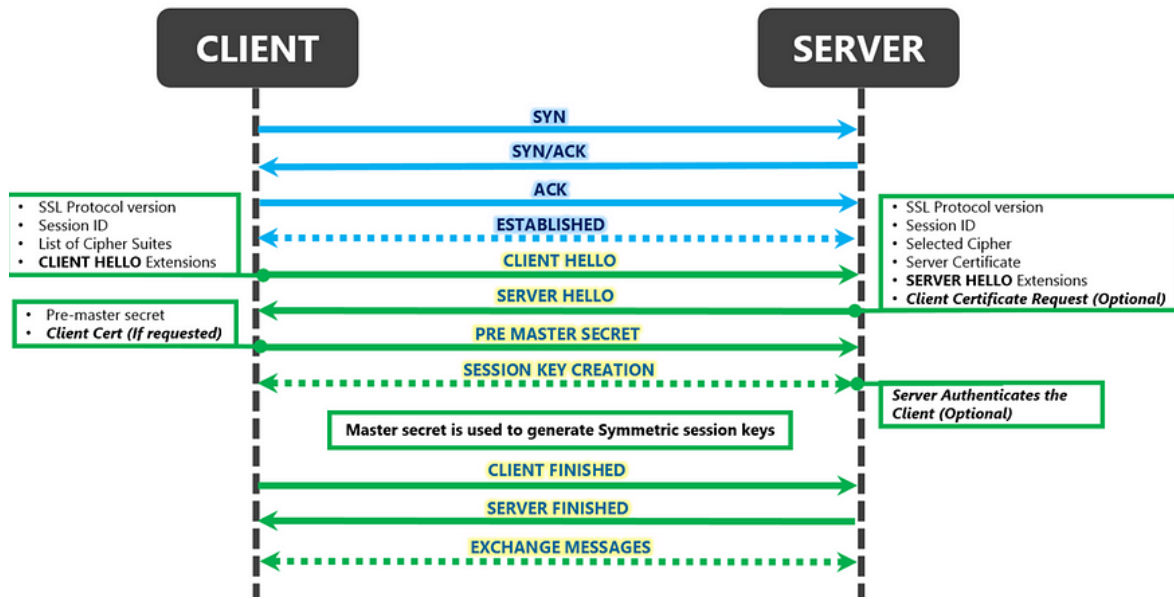 CLIENT
SERVER
SYN
SYN/ACK
ACK
ESTABLISHED
• SSL Protocol version
• Session ID
• List of Cipher Suites
• CLIENT HELLO Extensions
• SSL Protocol version
• Session ID
• Selected Cipher
• Server Certificate
• SERVER HELLO Extensions
• Client Certificate Request (Optional)
CLIENT HELLO
SERVER HELLO
• Pre-master secret
• Client Cert (If requested)
PRE MASTER SECRET
SESSION KEY CREATION
Server Authenticates the
Client (Optional)
Master secret is used to generate Symmetric session keys
CLIENT FINISHED
SERVER FINISHED
EXCHANGE MESSAGES